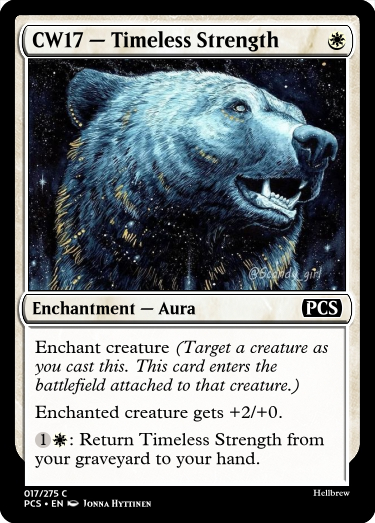 CW17 — Timeless Strength
@Scandy_girl
Enchantment — Aura
PCS
Enchant creature (Target a creature as
you cast this. This card enters the
battlefield attached to that creature.)
Enchanted creature gets +2/+0.
1: Return Timeless Strength from
your graveyard to your hand.
017/275 C
Hellbrew
PCS • EN Jonna Hyttinen